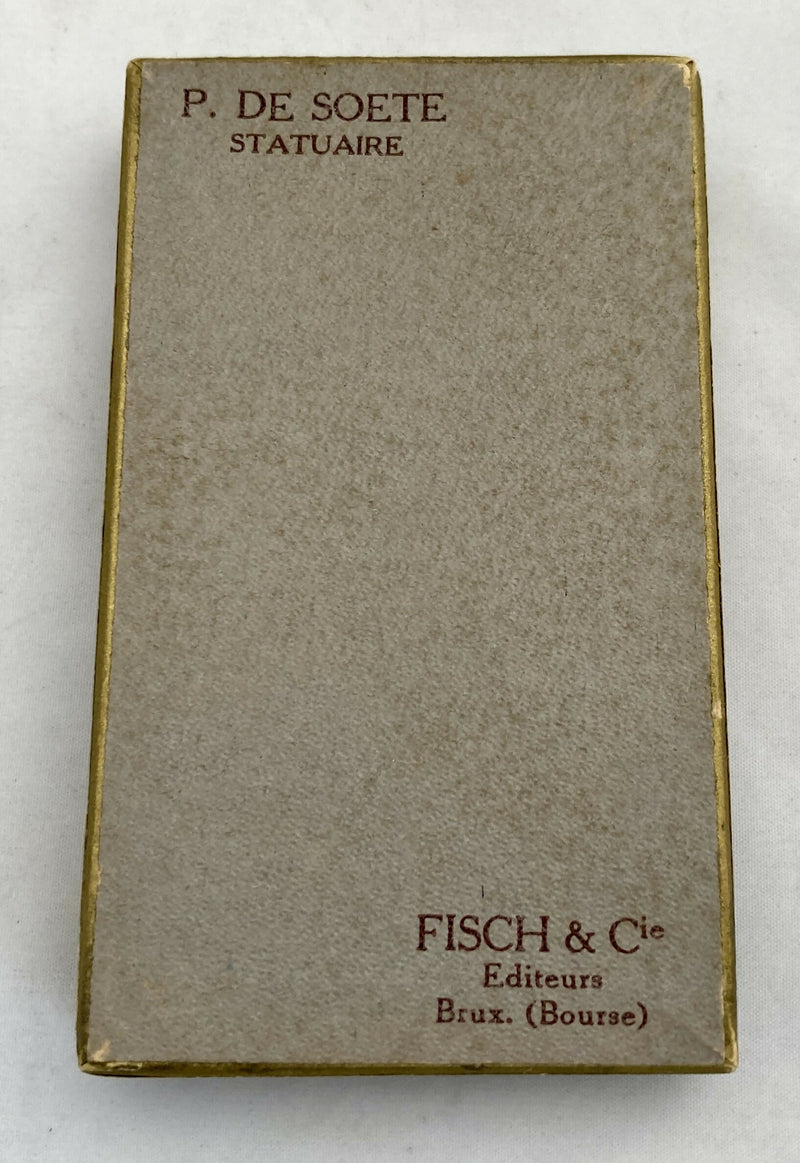 P. DE SOETE
STATUAIRE
FISCH & Cie
Editeurs
Brux. (Bourse)